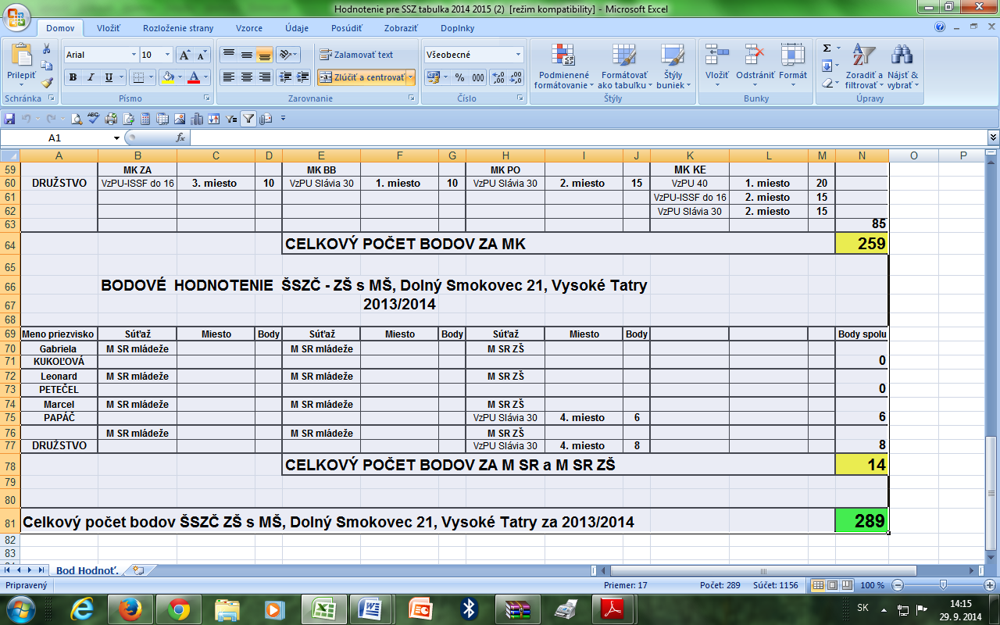 Hodnotenie pre SSZ tabulka 2014 2015 (2) [režim kompatibility] - Microsoft Excel
Domov Vložiť Rozloženie strany Vzorce Údaje Posúdiť Zobraziť Doplnky
Prilepiť
Arial 10
B I U
Zalamovať text
Zlúčiť a centrovať
Všeobecné
% 000
Podmienené formátovanie
Formátovať ako tabuľku
Štýly buniek
Vložiť Odstrániť Formát
Zoradiť a filtrovať
Nájsť & vybrať
Schránka Písmo Zarovnanie Číslo Štýly Bunky Úpravy
A1 fx
A B C D E F G H I J K L M N O P
59 MK ZA MK BB MK PO MK KE
60 DRUŽSTVO VzPU-ISSF do 16 3. miesto 10 VzPU Slávia 30 1. miesto 10 VzPU Slávia 30 2. miesto 15 VzPU 40 1. miesto 20
61 VzPU-ISSF do 16 2. miesto 15
62 VzPU Slávia 30 2. miesto 15
63 85
64 CELKOVÝ POČET BODOV ZA MK 259
65
66 BODOVÉ HODNOTENIE ŠSZČ - ZŠ s MŠ, Dolný Smokovec 21, Vysoké Tatry
67 2013/2014
68
69 Meno priezvisko Súťaž Miesto Body Súťaž Miesto Body Súťaž Miesto Body Body spolu
70 Gabriela M SR mládeže M SR mládeže M SR ZŠ
71 KUKOĽOVÁ 0
72 Leonard M SR mládeže M SR mládeže M SR ZŠ
73 PETEČEL 0
74 Marcel M SR mládeže M SR mládeže M SR ZŠ
75 PAPÁČ VzPU Slávia 30 4. miesto 6 6
76 M SR mládeže M SR mládeže M SR ZŠ
77 DRUŽSTVO VzPU Slávia 30 4. miesto 8 8
78 CELKOVÝ POČET BODOV ZA M SR a M SR ZŠ 14
79
80
81 Celkový počet bodov ŠSZČ ZŠ s MŠ, Dolný Smokovec 21, Vysoké Tatry za 2013/2014 289
82
83
Bod Hodnoť.
Pripravený Priemer: 17 Počet: 289 Súčet: 1156 100 %
SK 14:15
29. 9. 2014